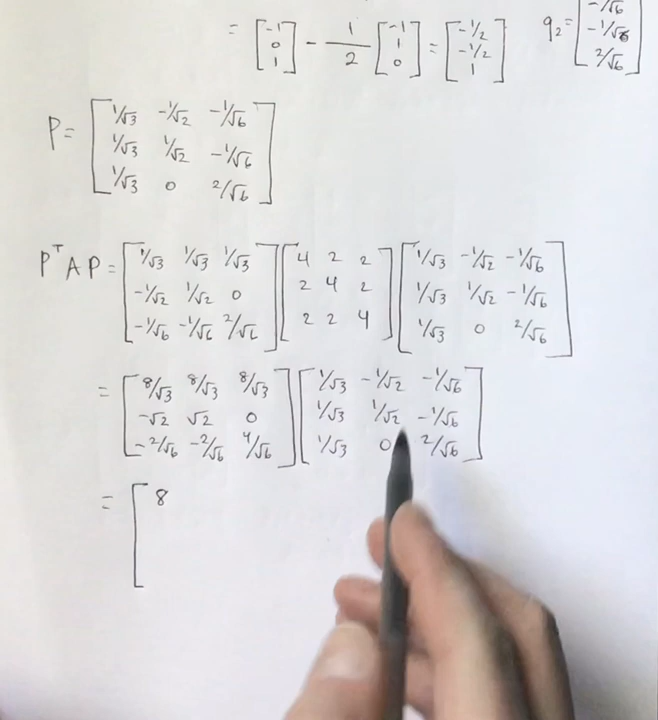 = [-1 0 1] - 1/2 [-1 1 0] = [-1/2 -1/2 1] q₂ = [-1/√6 -1/√6 2/√6]
P = [1/√3 -1/√2 -1/√6
1/√3 1/√2 -1/√6
1/√3 0 2/√6]
PᵀAP = [1/√3 1/√3 1/√3] [4 2 2] [1/√3 -1/√2 -1/√6]
[-1/√2 1/√2 0] [2 4 2] [1/√3 1/√2 -1/√6]
[-1/√6 -1/√6 2/√6] [2 2 4] [1/√3 0 2/√6]
= [8/√3 8/√3 8/√3] [1/√3 -1/√2 -1/√6]
[-√2 √2 0] [1/√3 1/√2 -1/√6]
[-2/√6 -2/√6 4/√6] [1/√3 0 2/√6]
= [8